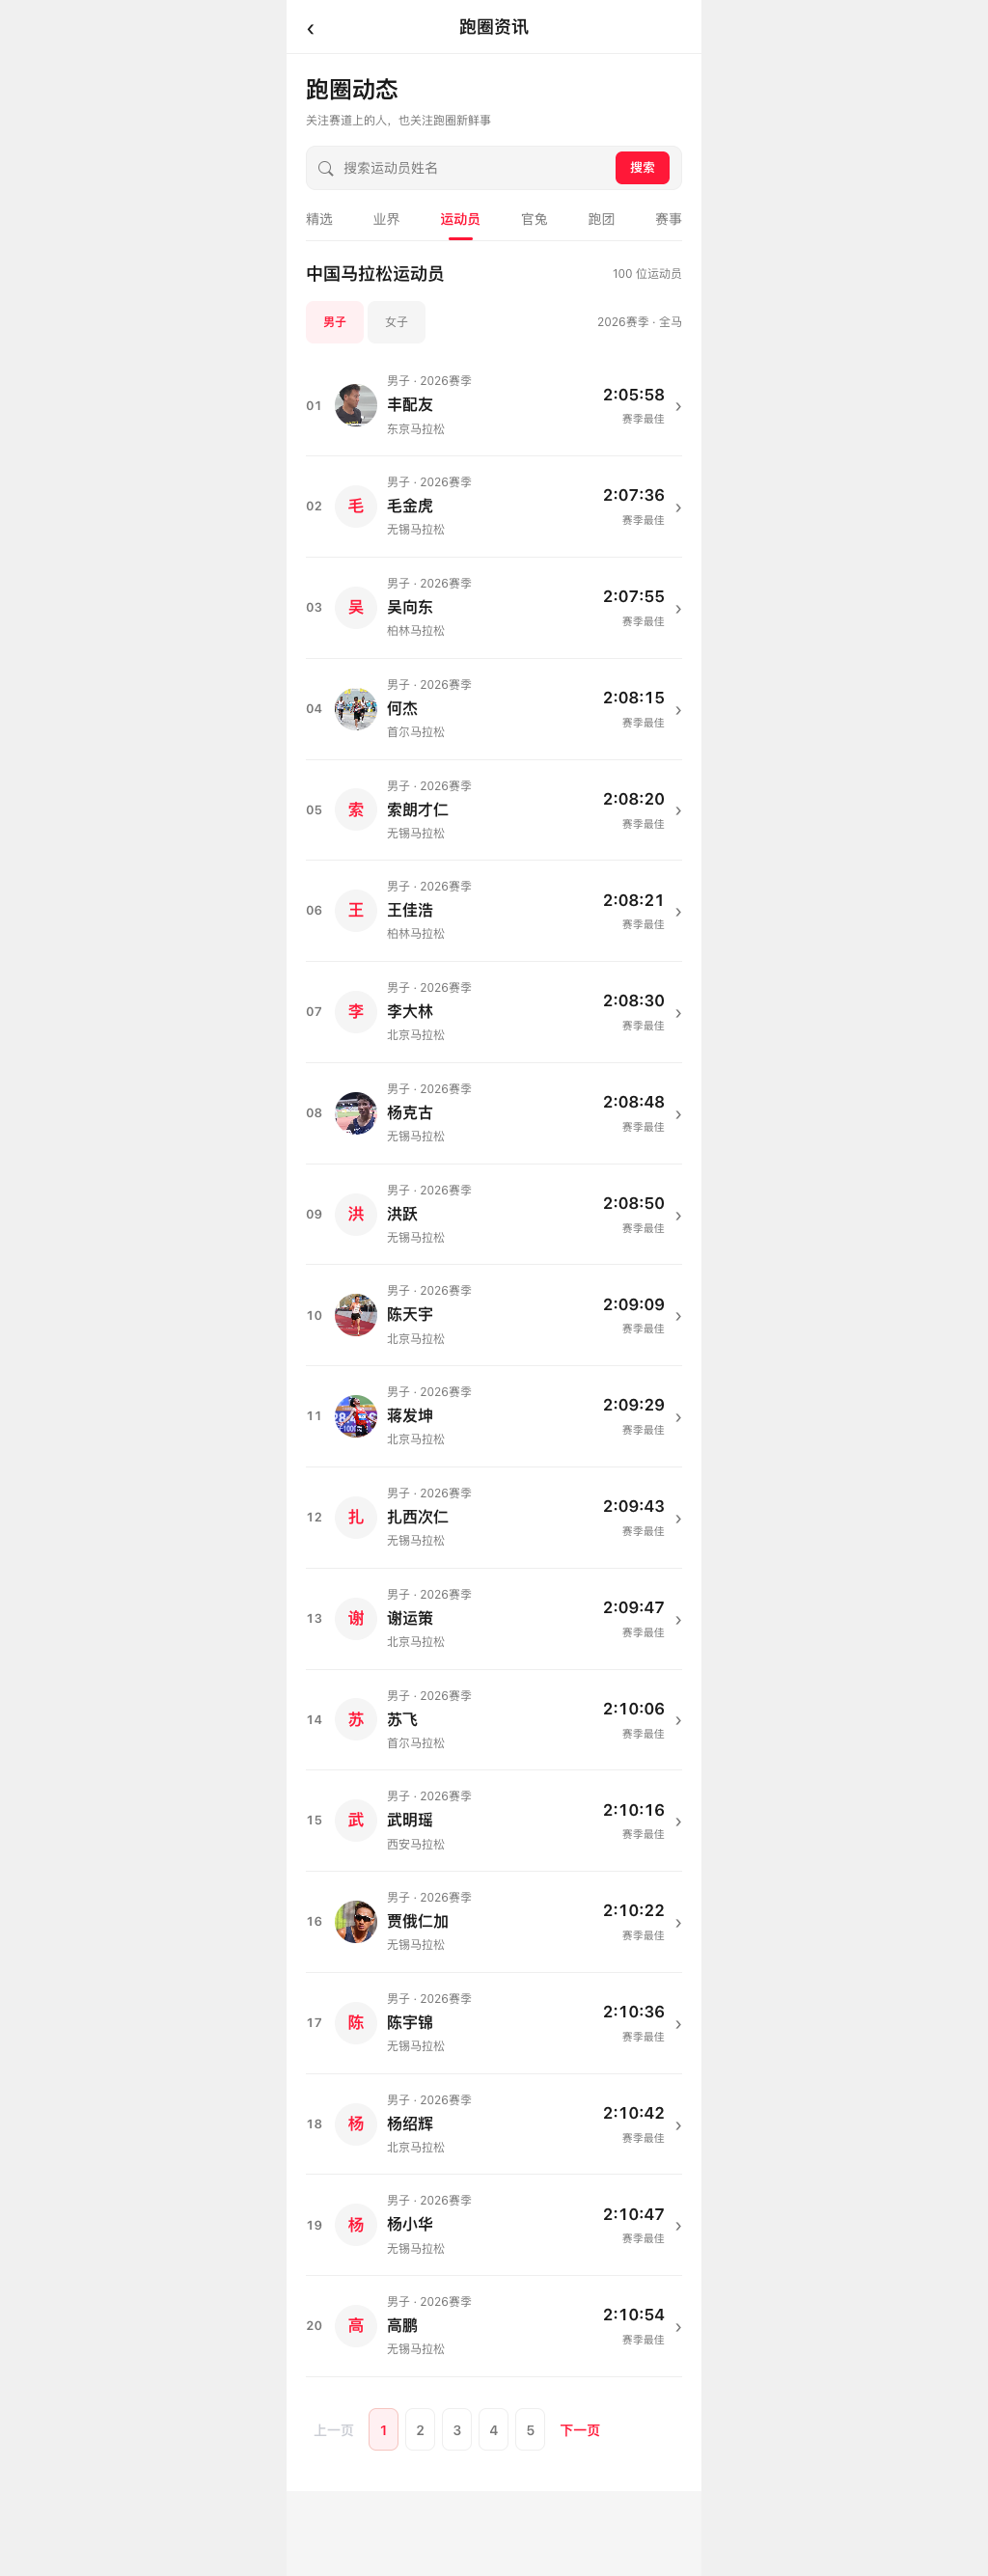 跑圈资讯
跑圈动态
关注赛道上的人，也关注跑圈新鲜事
搜索运动员姓名
搜索
精选 业界 运动员 官兔 跑团 赛事
中国马拉松运动员
100 位运动员
男子 女子
2026赛季 · 全马
01
男子 · 2026赛季
丰配友
东京马拉松
2:05:58
赛季最佳
02
毛
男子 · 2026赛季
毛金虎
无锡马拉松
2:07:36
赛季最佳
03
吴
男子 · 2026赛季
吴向东
柏林马拉松
2:07:55
赛季最佳
04
男子 · 2026赛季
何杰
首尔马拉松
2:08:15
赛季最佳
05
索
男子 · 2026赛季
索朗才仁
无锡马拉松
2:08:20
赛季最佳
06
王
男子 · 2026赛季
王佳浩
柏林马拉松
2:08:21
赛季最佳
07
李
男子 · 2026赛季
李大林
北京马拉松
2:08:30
赛季最佳
08
男子 · 2026赛季
杨克古
无锡马拉松
2:08:48
赛季最佳
09
洪
男子 · 2026赛季
洪跃
无锡马拉松
2:08:50
赛季最佳
10
男子 · 2026赛季
陈天宇
北京马拉松
2:09:09
赛季最佳
11
男子 · 2026赛季
蒋发坤
北京马拉松
2:09:29
赛季最佳
12
扎
男子 · 2026赛季
扎西次仁
无锡马拉松
2:09:43
赛季最佳
13
谢
男子 · 2026赛季
谢运策
北京马拉松
2:09:47
赛季最佳
14
苏
男子 · 2026赛季
苏飞
首尔马拉松
2:10:06
赛季最佳
15
武
男子 · 2026赛季
武明瑶
西安马拉松
2:10:16
赛季最佳
16
男子 · 2026赛季
贾俄仁加
无锡马拉松
2:10:22
赛季最佳
17
陈
男子 · 2026赛季
陈宇锦
无锡马拉松
2:10:36
赛季最佳
18
杨
男子 · 2026赛季
杨绍辉
北京马拉松
2:10:42
赛季最佳
19
杨
男子 · 2026赛季
杨小华
无锡马拉松
2:10:47
赛季最佳
20
高
男子 · 2026赛季
高鹏
无锡马拉松
2:10:54
赛季最佳
上一页 1 2 3 4 5 下一页